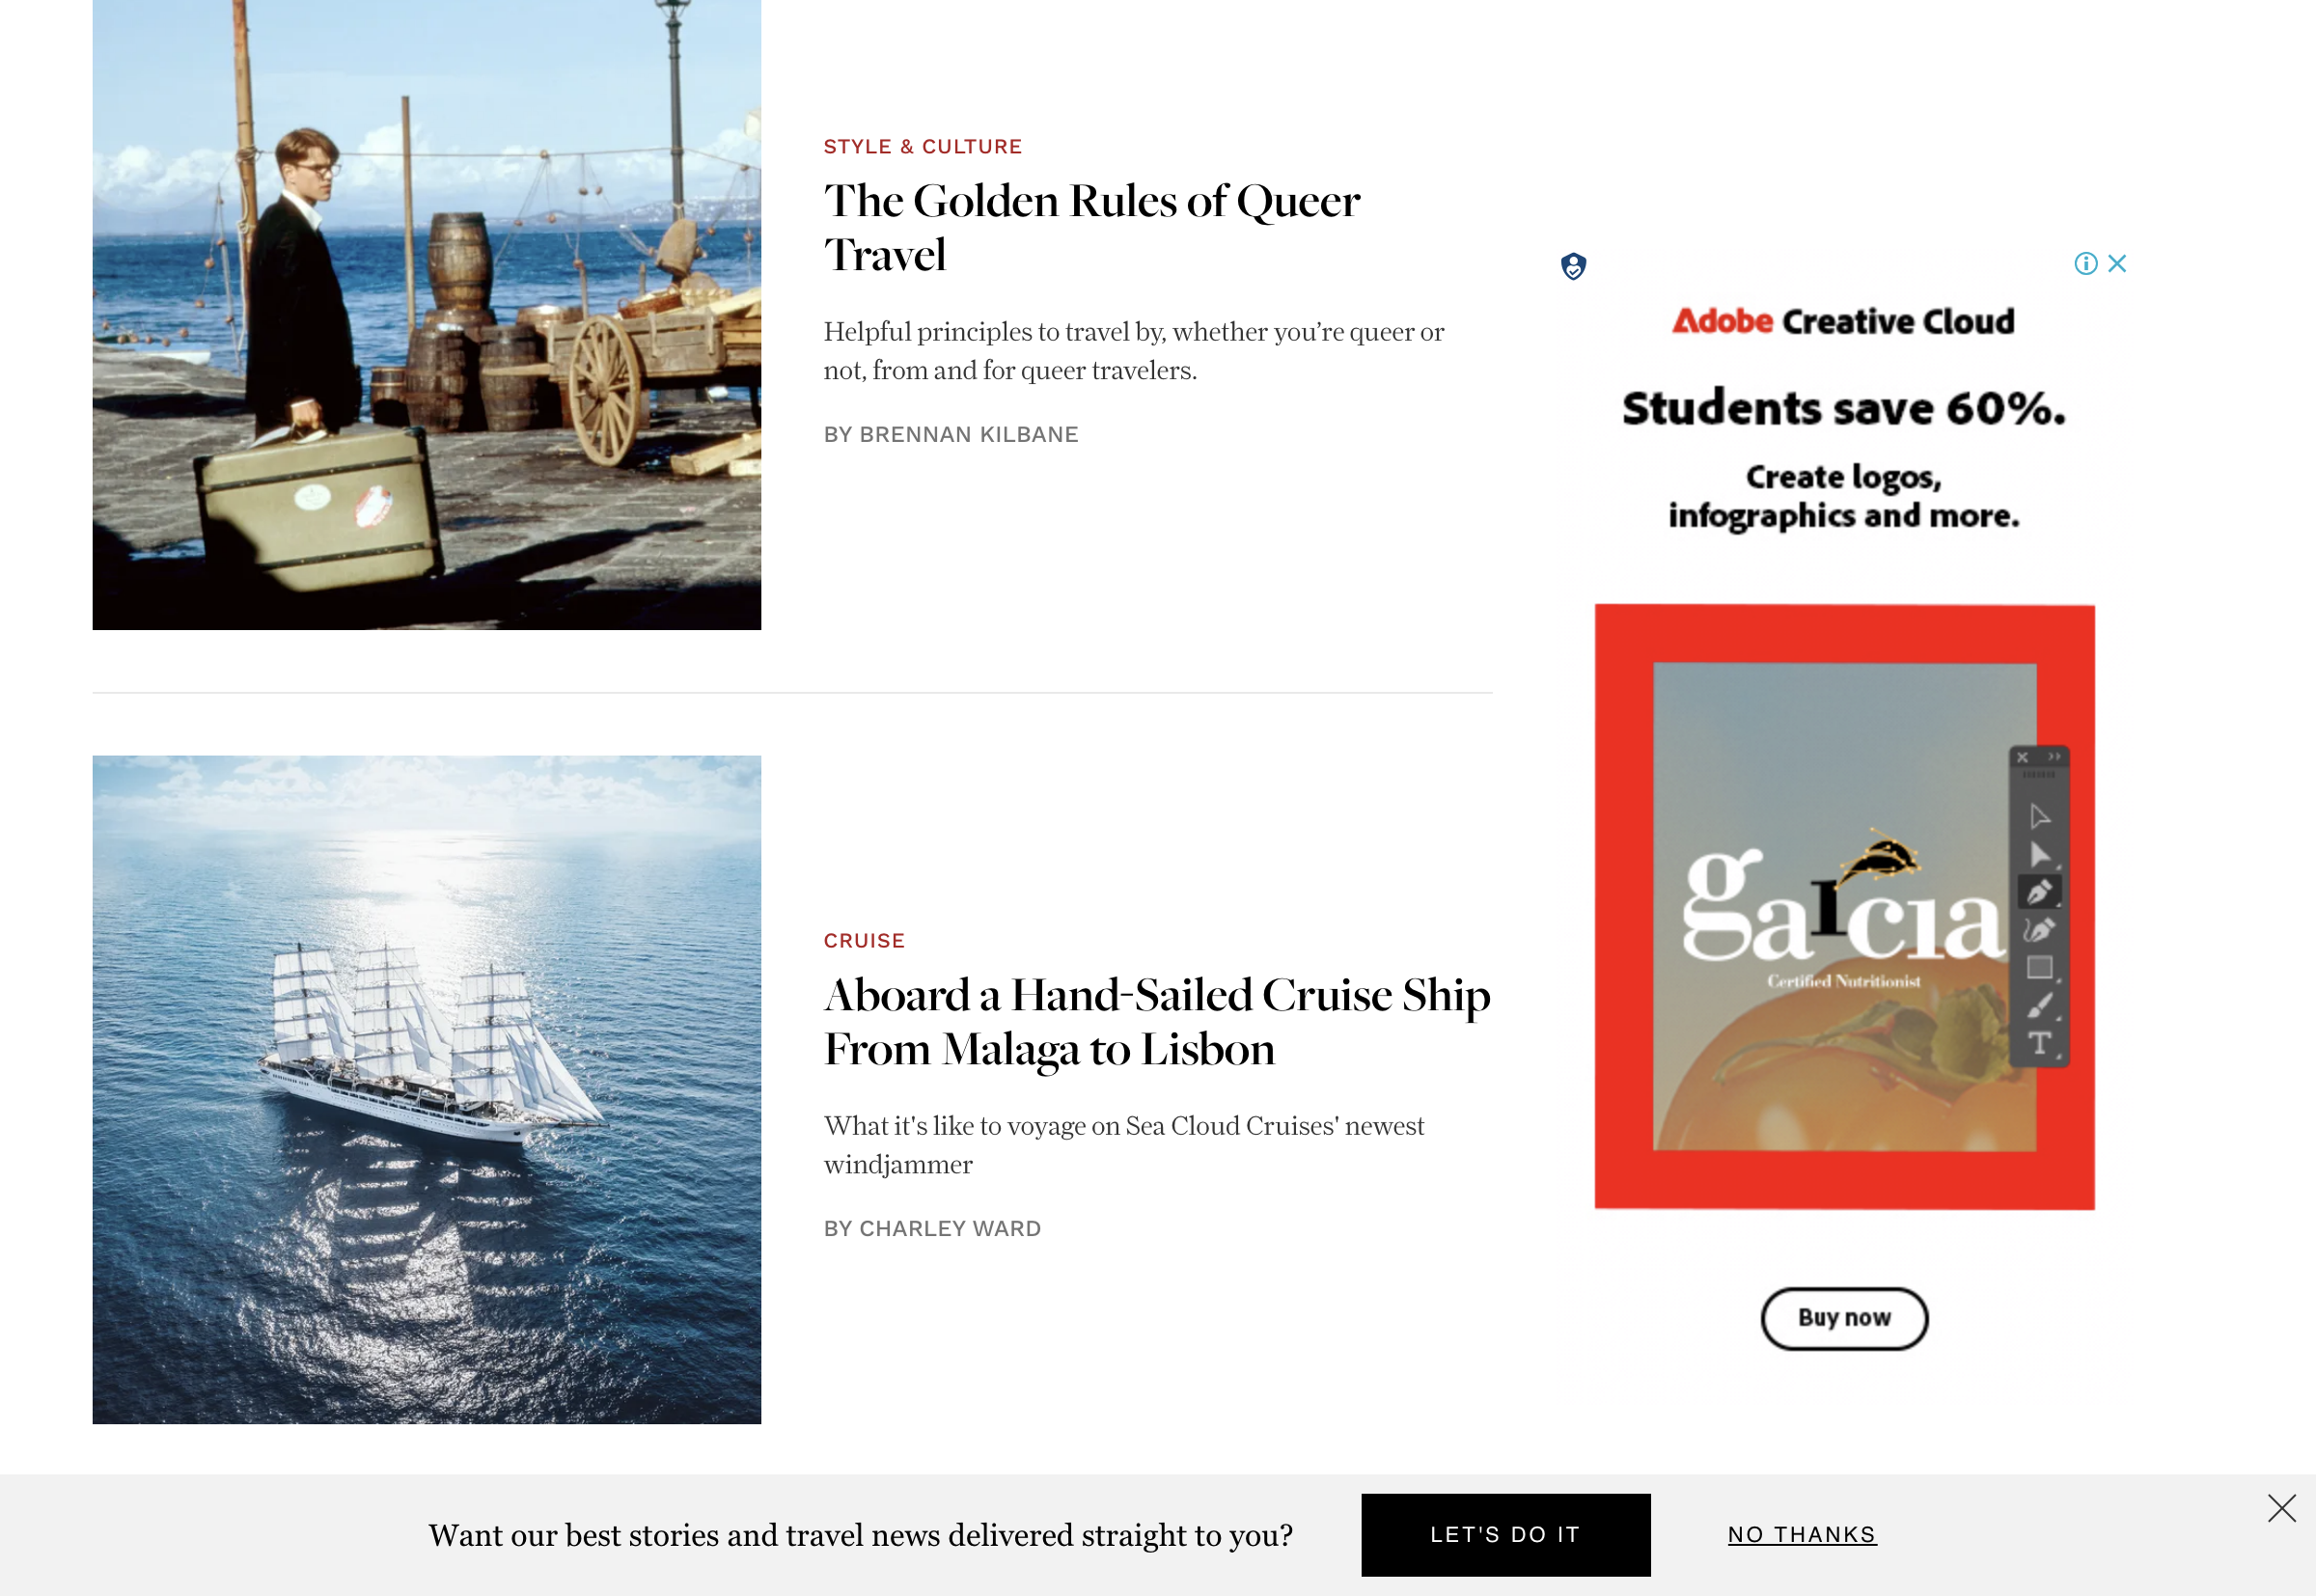 STYLE & CULTURE
The Golden Rules of Queer
Travel
Helpful principles to travel by, whether you’re queer or
not, from and for queer travelers.
BY BRENNAN KILBANE
CRUISE
Aboard a Hand-Sailed Cruise Ship
From Malaga to Lisbon
What it's like to voyage on Sea Cloud Cruises' newest
windjammer
BY CHARLEY WARD
Adobe Creative Cloud
Students save 60%.
Create logos,
infographics and more.
garcia
Certified Nutritionist
T
Buy now
Want our best stories and travel news delivered straight to you?
LET'S DO IT
NO THANKS